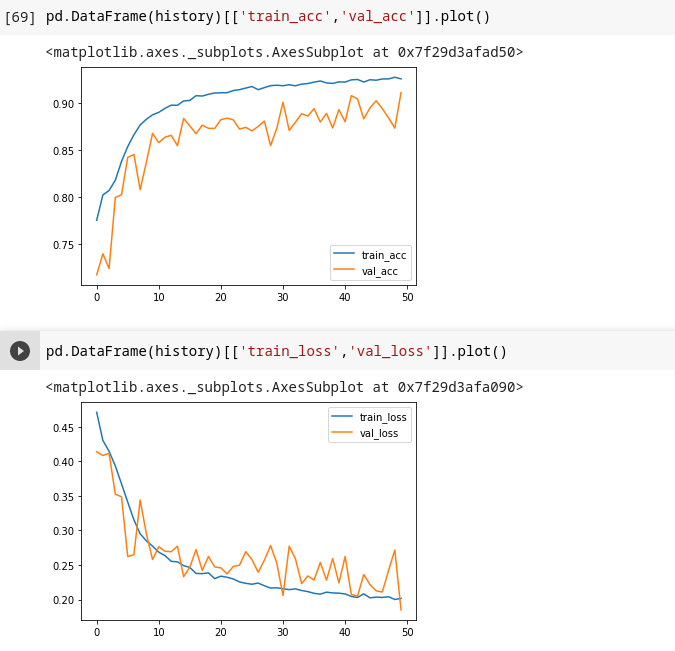 [69] pd.DataFrame(history)[['train_acc','val_acc']].plot()
<matplotlib.axes._subplots.AxesSubplot at 0x7f29d3afad50>
0.90
0.85
0.80
0.75
train_acc
val_acc
0 10 20 30 40 50
pd.DataFrame(history)[['train_loss','val_loss']].plot()
<matplotlib.axes._subplots.AxesSubplot at 0x7f29d3afa090>
train_loss
val_loss
0.45
0.40
0.35
0.30
0.25
0.20
0 10 20 30 40 50